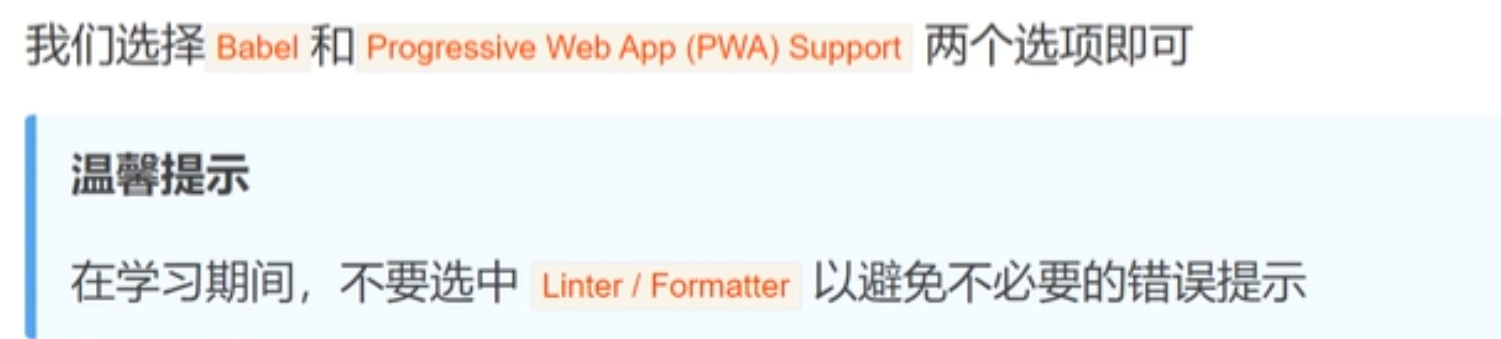 我们选择 Babel 和 Progressive Web App (PWA) Support 两个选项即可
温馨提示
在学习期间，不要选中 Linter / Formatter 以避免不必要的错误提示